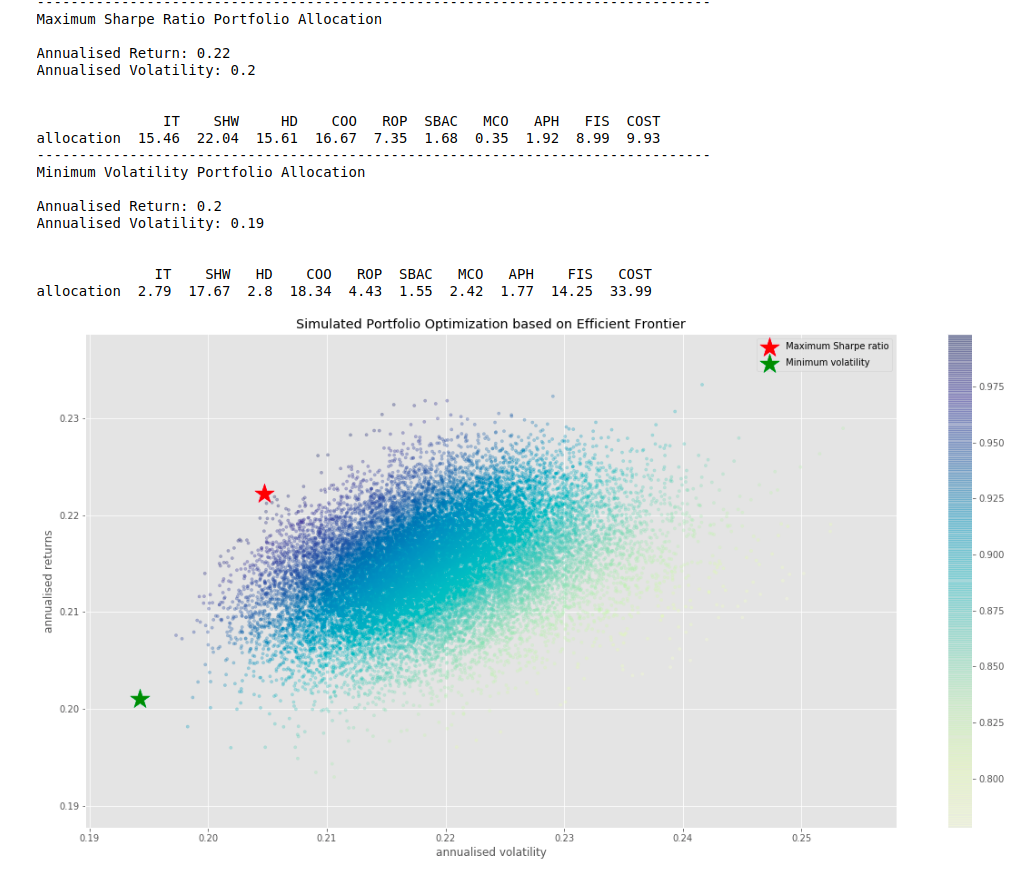 --------------------------------------------------------------------------------
Maximum Sharpe Ratio Portfolio Allocation
Annualised Return: 0.22
Annualised Volatility: 0.2
IT SHW HD COO ROP SBAC MCO APH FIS COST
allocation 15.46 22.04 15.61 16.67 7.35 1.68 0.35 1.92 8.99 9.93
--------------------------------------------------------------------------------
Minimum Volatility Portfolio Allocation
Annualised Return: 0.2
Annualised Volatility: 0.19
IT SHW HD COO ROP SBAC MCO APH FIS COST
allocation 2.79 17.67 2.8 18.34 4.43 1.55 2.42 1.77 14.25 33.99
Simulated Portfolio Optimization based on Efficient Frontier
Maximum Sharpe ratio
Minimum volatility
0.23
0.22
0.21
0.20
0.19
annualised returns
0.19 0.20 0.21 0.22 0.23 0.24 0.25
annualised volatility
0.975
0.950
0.925
0.900
0.875
0.850
0.825
0.800